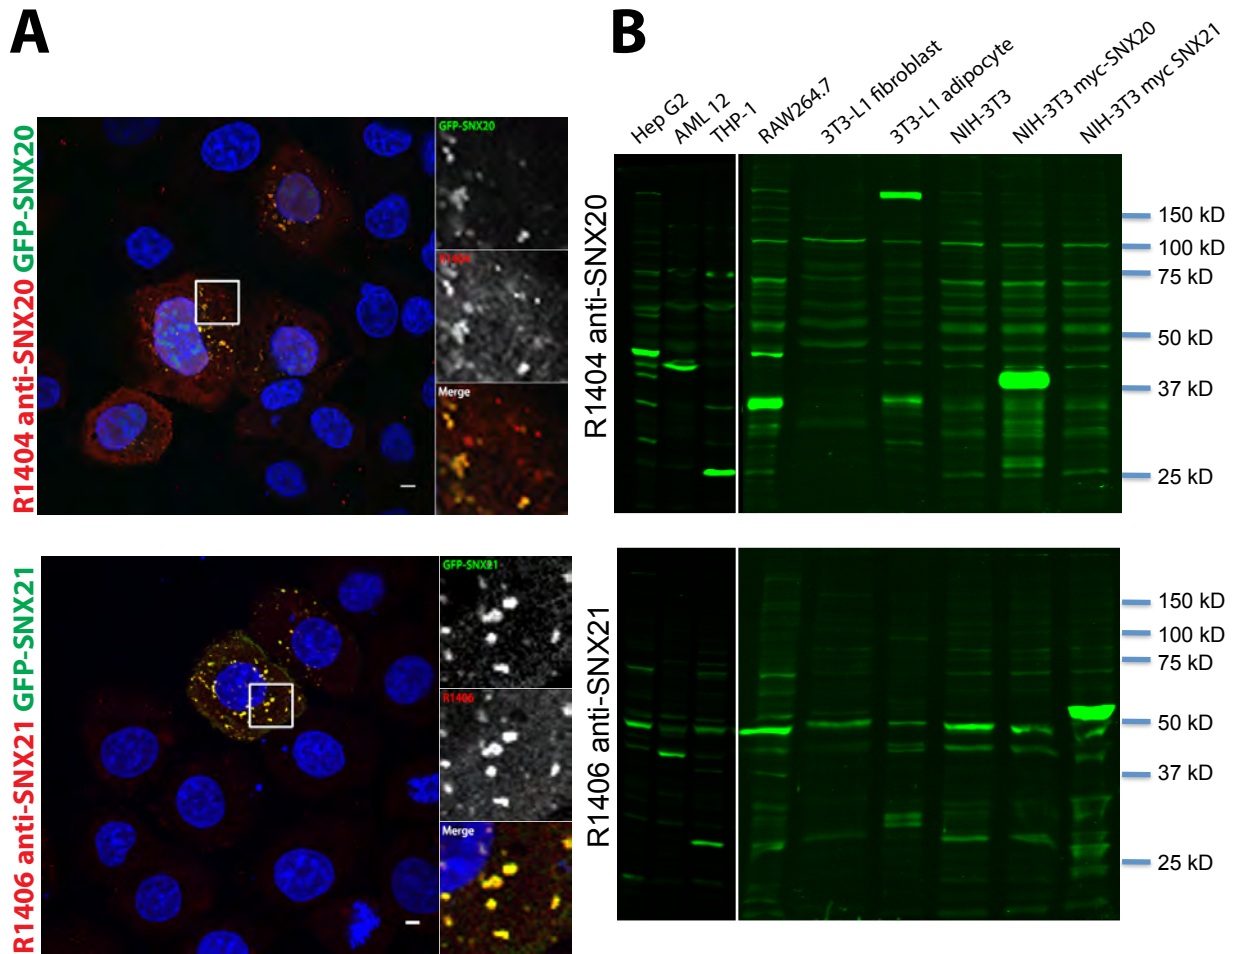 A
B
R1404 anti-SNX20 GFP-SNX20
GFP-SNX20
R1404
Merge
R1406 anti-SNX21 GFP-SNX21
GFP-SNX21
R1406
Merge
Hep G2
AML 12
THP-1
RAW264.7
3T3-L1 fibroblast
3T3-L1 adipocyte
NIH-3T3
NIH-3T3 myc-SNX20
NIH-3T3 myc SNX21
R1404 anti-SNX20
150 kD
100 kD
75 kD
50 kD
37 kD
25 kD
R1406 anti-SNX21
150 kD
100 kD
75 kD
50 kD
37 kD
25 kD